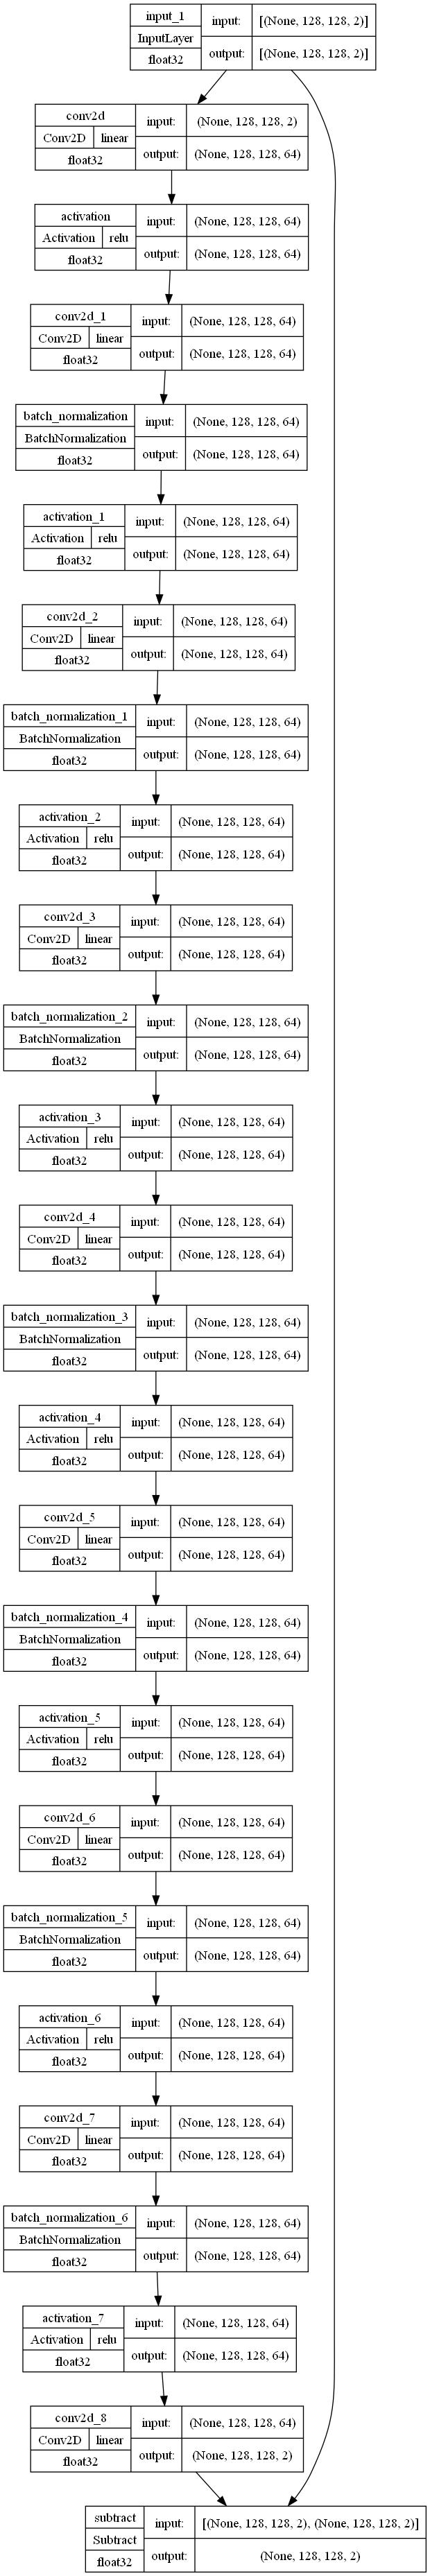 input_1 input: [(None, 128, 128, 2)]
InputLayer
float32 output: [(None, 128, 128, 2)]
conv2d input: (None, 128, 128, 2)
Conv2D linear
float32 output: (None, 128, 128, 64)
activation input: (None, 128, 128, 64)
Activation relu
float32 output: (None, 128, 128, 64)
conv2d_1 input: (None, 128, 128, 64)
Conv2D linear
float32 output: (None, 128, 128, 64)
batch_normalization input: (None, 128, 128, 64)
BatchNormalization
float32 output: (None, 128, 128, 64)
activation_1 input: (None, 128, 128, 64)
Activation relu
float32 output: (None, 128, 128, 64)
conv2d_2 input: (None, 128, 128, 64)
Conv2D linear
float32 output: (None, 128, 128, 64)
batch_normalization_1 input: (None, 128, 128, 64)
BatchNormalization
float32 output: (None, 128, 128, 64)
activation_2 input: (None, 128, 128, 64)
Activation relu
float32 output: (None, 128, 128, 64)
conv2d_3 input: (None, 128, 128, 64)
Conv2D linear
float32 output: (None, 128, 128, 64)
batch_normalization_2 input: (None, 128, 128, 64)
BatchNormalization
float32 output: (None, 128, 128, 64)
activation_3 input: (None, 128, 128, 64)
Activation relu
float32 output: (None, 128, 128, 64)
conv2d_4 input: (None, 128, 128, 64)
Conv2D linear
float32 output: (None, 128, 128, 64)
batch_normalization_3 input: (None, 128, 128, 64)
BatchNormalization
float32 output: (None, 128, 128, 64)
activation_4 input: (None, 128, 128, 64)
Activation relu
float32 output: (None, 128, 128, 64)
conv2d_5 input: (None, 128, 128, 64)
Conv2D linear
float32 output: (None, 128, 128, 64)
batch_normalization_4 input: (None, 128, 128, 64)
BatchNormalization
float32 output: (None, 128, 128, 64)
activation_5 input: (None, 128, 128, 64)
Activation relu
float32 output: (None, 128, 128, 64)
conv2d_6 input: (None, 128, 128, 64)
Conv2D linear
float32 output: (None, 128, 128, 64)
batch_normalization_5 input: (None, 128, 128, 64)
BatchNormalization
float32 output: (None, 128, 128, 64)
activation_6 input: (None, 128, 128, 64)
Activation relu
float32 output: (None, 128, 128, 64)
conv2d_7 input: (None, 128, 128, 64)
Conv2D linear
float32 output: (None, 128, 128, 64)
batch_normalization_6 input: (None, 128, 128, 64)
BatchNormalization
float32 output: (None, 128, 128, 64)
activation_7 input: (None, 128, 128, 64)
Activation relu
float32 output: (None, 128, 128, 64)
conv2d_8 input: (None, 128, 128, 64)
Conv2D linear
float32 output: (None, 128, 128, 2)
subtract input: [(None, 128, 128, 2), (None, 128, 128, 2)]
Subtract
float32 output: (None, 128, 128, 2)